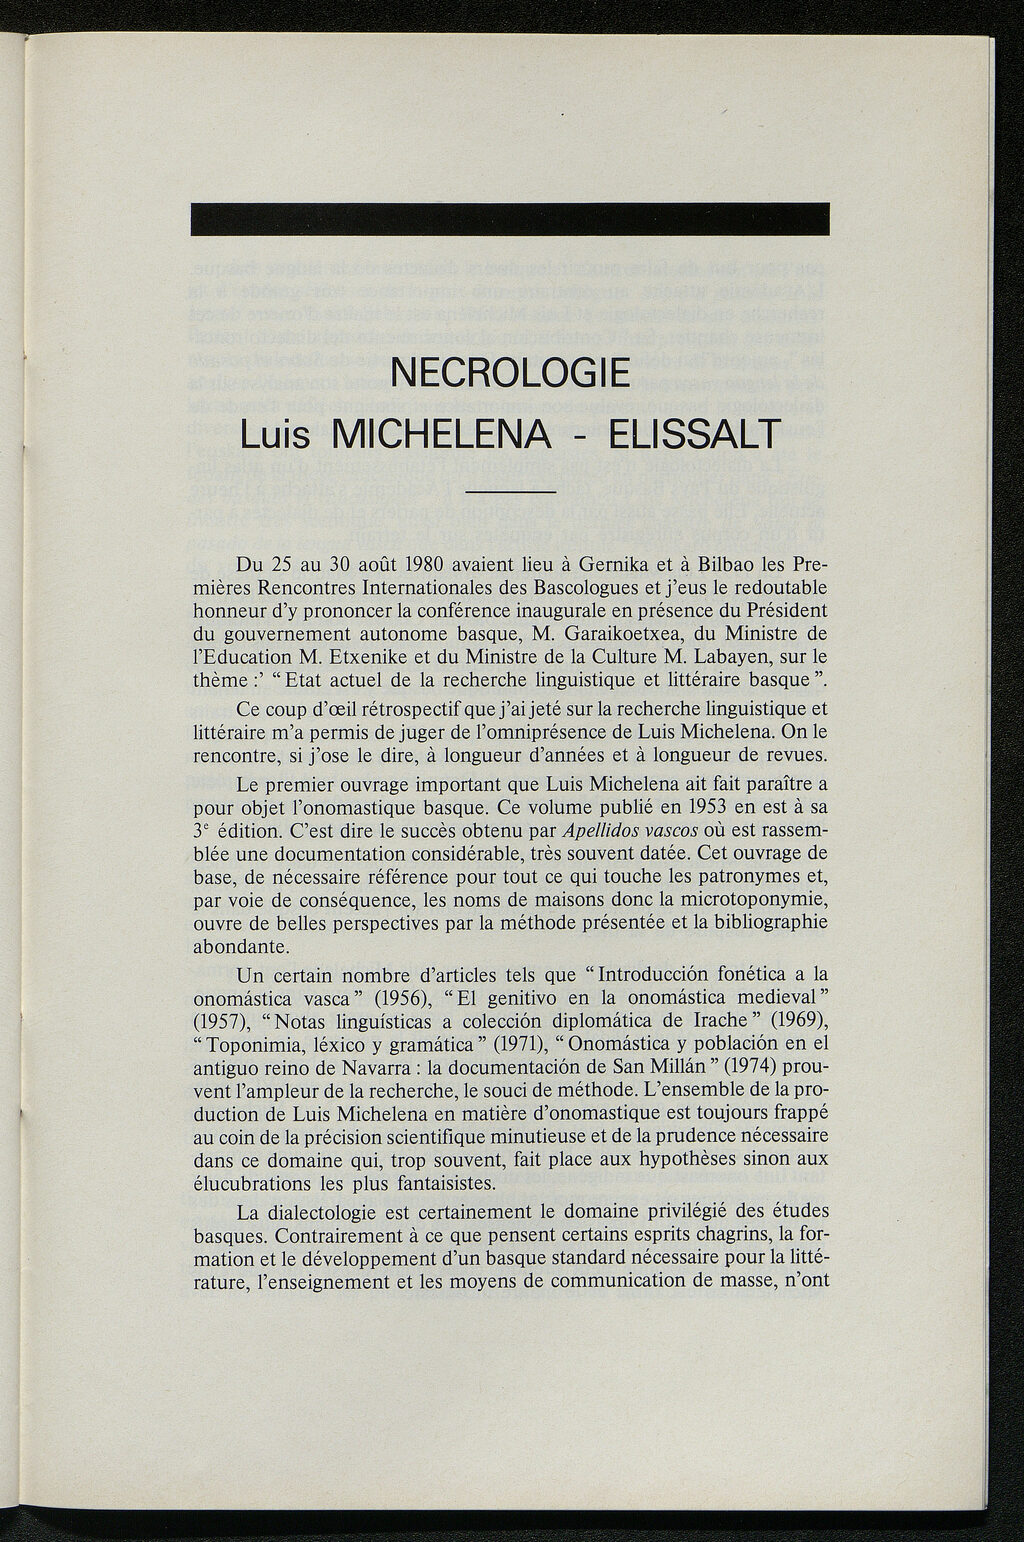 NECROLOGIE
Luis MICHELENA - ELISSALT
Du 25 au 30 août 1980 avaient lieu à Gernika et à Bilbao les Pre-
mières Rencontres Internationales des Bascologues et j'eus le redoutable
honneur d'y prononcer la conférence inaugurale en présence du Président
du gouvernement autonome basque, M. Garaikoetxea, du Ministre de
l'Education M. Etxenike et du Ministre de la Culture M. Labayen, sur le
thème :' “Etat actuel de la recherche linguistique et littéraire basque”.
Ce coup d'œil rétrospectif que j'ai jeté sur la recherche linguistique et
littéraire m'a permis de juger de l'omniprésence de Luis Michelena. On le
rencontre, si j'ose le dire, à longueur d'années et à longueur de revues.
Le premier ouvrage important que Luis Michelena ait fait paraître a
pour objet l'onomastique basque. Ce volume publié en 1953 en est à sa
3e édition. C'est dire le succès obtenu par Apellidos vascos où est rassem-
blée une documentation considérable, très souvent datée. Cet ouvrage de
base, de nécessaire référence pour tout ce qui touche les patronymes et,
par voie de conséquence, les noms de maisons donc la microtoponymie,
ouvre de belles perspectives par la méthode présentée et la bibliographie
abondante.
Un certain nombre d'articles tels que “Introducción fonética a la
onomástica vasca” (1956), “El genitivo en la onomástica medieval”
(1957), “Notas linguísticas a colección diplomática de Irache” (1969),
“Toponimia, léxico y gramática” (1971), “Onomástica y población en el
antiguo reino de Navarra : la documentación de San Millán” (1974) prou-
vent l'ampleur de la recherche, le souci de méthode. L'ensemble de la pro-
duction de Luis Michelena en matière d'onomastique est toujours frappé
au coin de la précision scientifique minutieuse et de la prudence nécessaire
dans ce domaine qui, trop souvent, fait place aux hypothèses sinon aux
élucubrations les plus fantaisistes.
La dialectologie est certainement le domaine privilégié des études
basques. Contrairement à ce que pensent certains esprits chagrins, la for-
mation et le développement d'un basque standard nécessaire pour la litté-
rature, l'enseignement et les moyens de communication de masse, n'ont